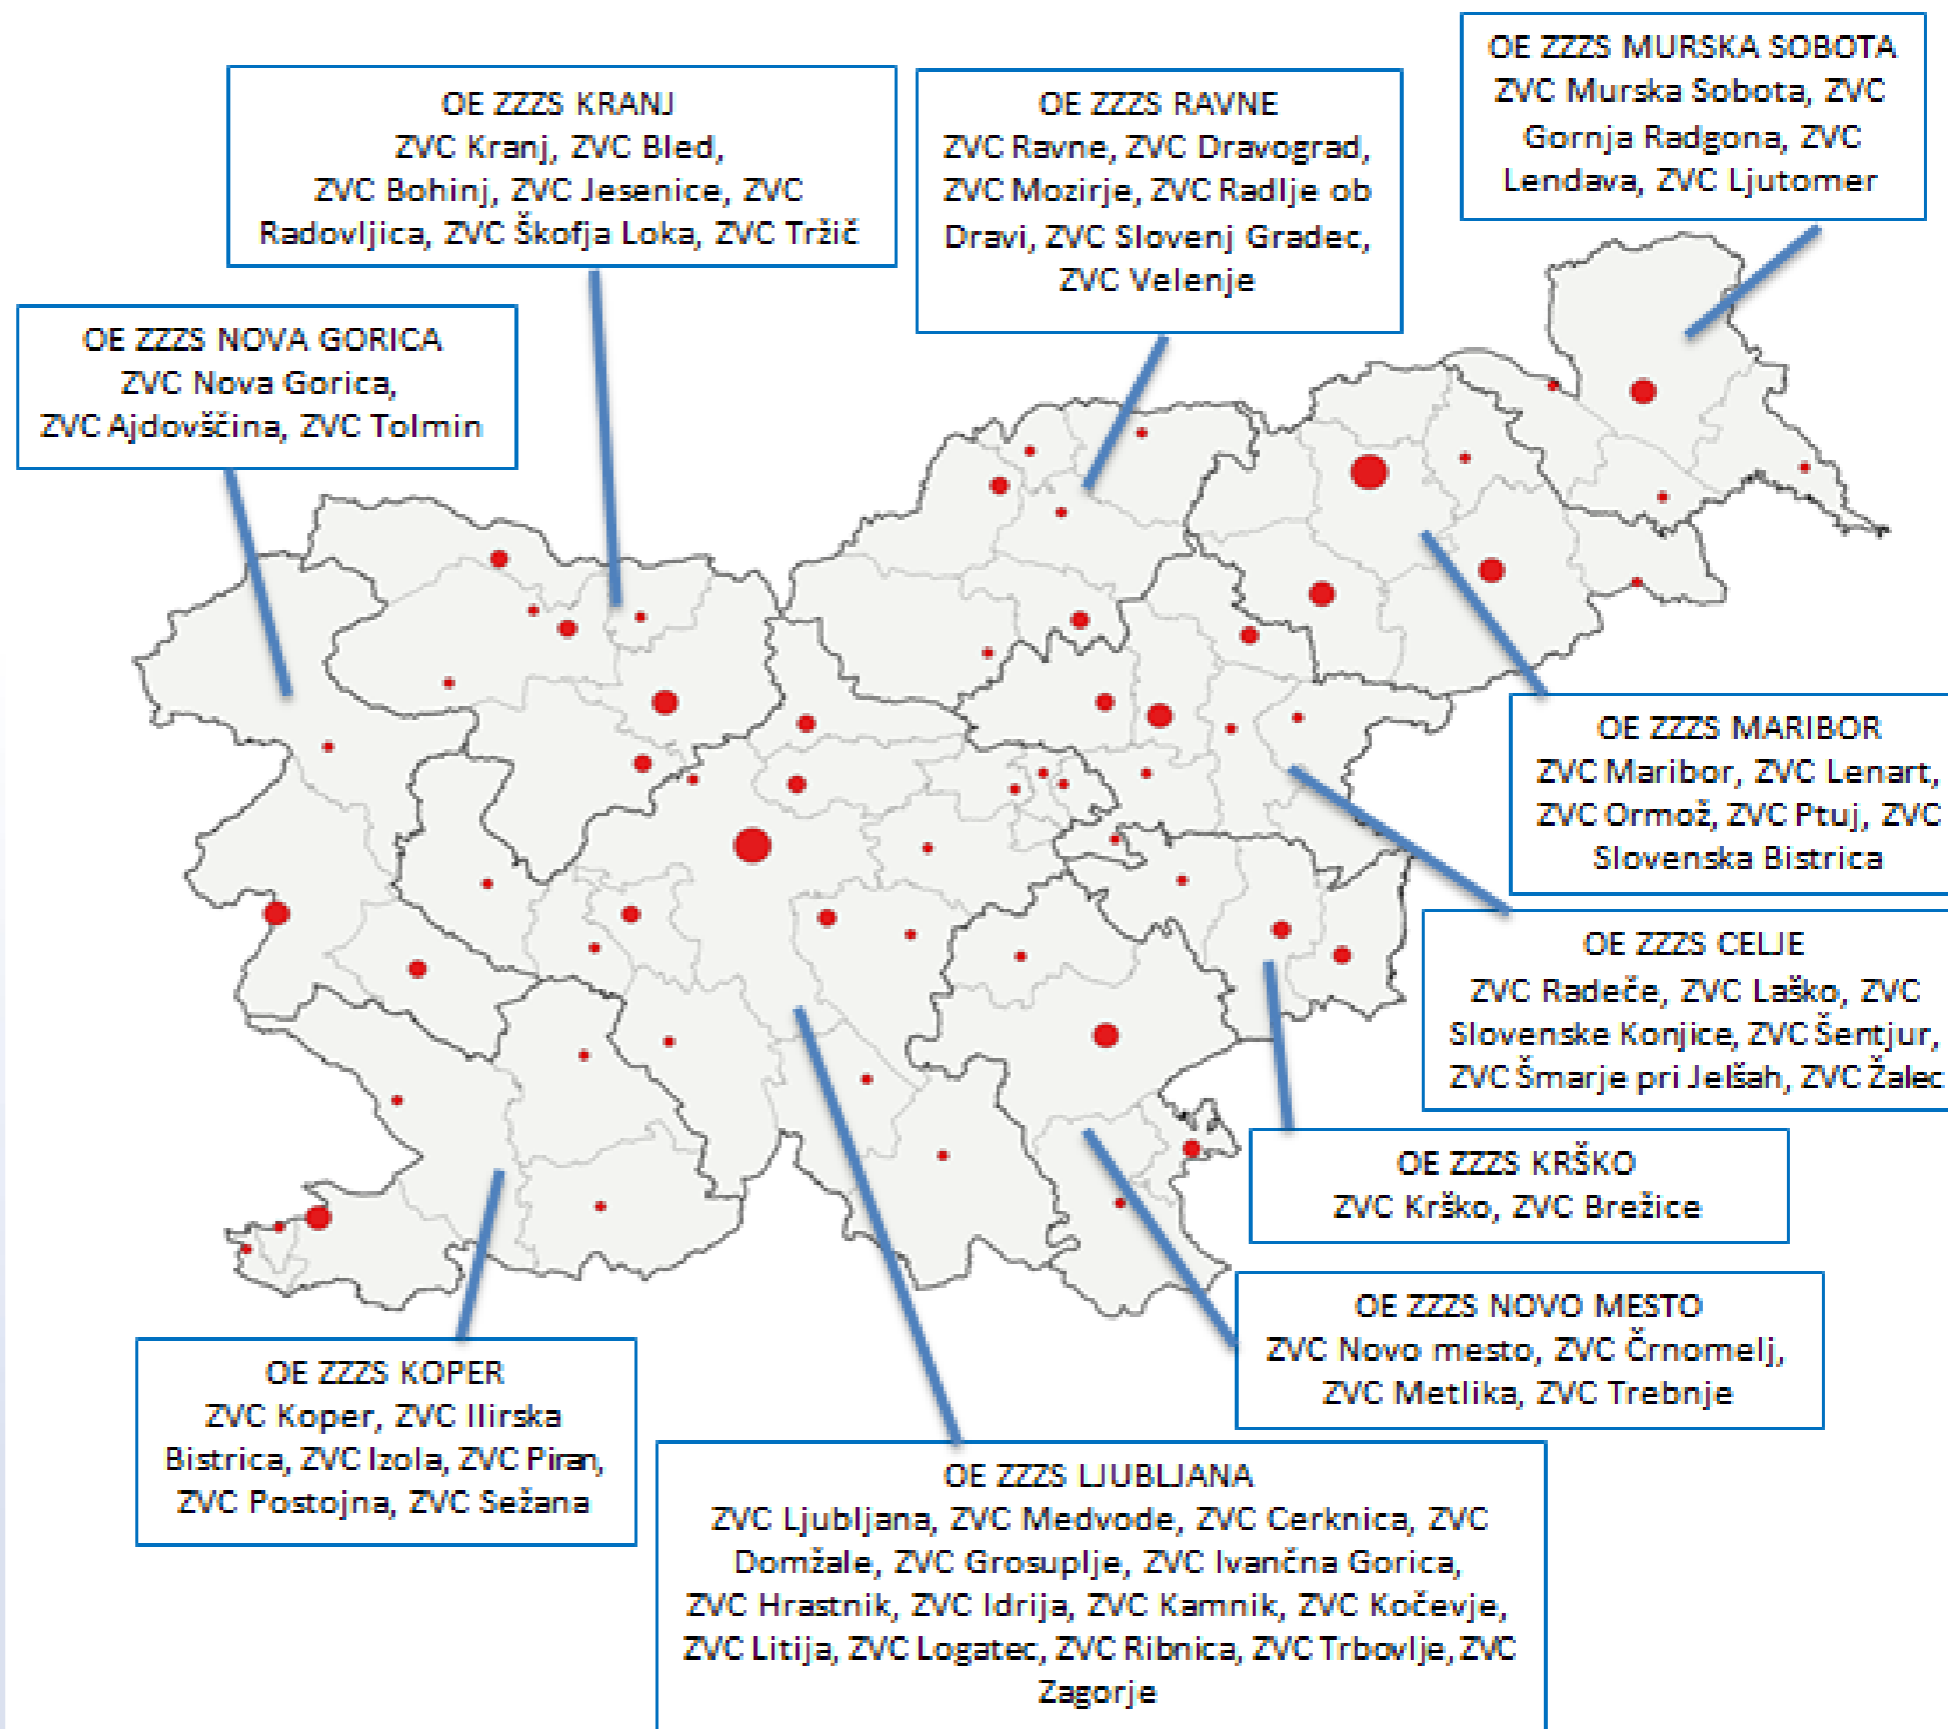 OE ZZZS MURSKA SOBOTA
ZVC Murska Sobota, ZVC
Gornja Radgona, ZVC
Lendava, ZVC Ljutomer
OE ZZZS KRANJ
ZVC Kranj, ZVC Bled,
ZVC Bohinj, ZVC Jesenice, ZVC
Radovljica, ZVC Škofja Loka, ZVC Tržič
OE ZZZS RAVNE
ZVC Ravne, ZVC Dravograd,
ZVC Mozirje, ZVC Radlje ob
Dravi, ZVC Slovenj Gradec,
ZVC Velenje
OE ZZZS NOVA GORICA
ZVC Nova Gorica,
ZVC Ajdovščina, ZVC Tolmin
OE ZZZS MARIBOR
ZVC Maribor, ZVC Lenart,
ZVC Ormož, ZVC Ptuj, ZVC
Slovenska Bistrica
OE ZZZS CELJE
ZVC Radeče, ZVC Laško, ZVC
Slovenske Konjice, ZVC Šentjur,
ZVC Šmarje pri Jelšah, ZVC Žalec
OE ZZZS KRŠKO
ZVC Krško, ZVC Brežice
OE ZZZS NOVO MESTO
ZVC Novo mesto, ZVC Črnomelj,
ZVC Metlika, ZVC Trebnje
OE ZZZS KOPER
ZVC Koper, ZVC Ilirska
Bistrica, ZVC Izola, ZVC Piran,
ZVC Postojna, ZVC Sežana
OE ZZZS LJUBLJANA
ZVC Ljubljana, ZVC Medvode, ZVC Cerknica, ZVC
Domžale, ZVC Grosuplje, ZVC Ivančna Gorica,
ZVC Hrastnik, ZVC Idrija, ZVC Kamnik, ZVC Kočevje,
ZVC Litija, ZVC Logatec, ZVC Ribnica, ZVC Trbovlje, ZVC
Zagorje